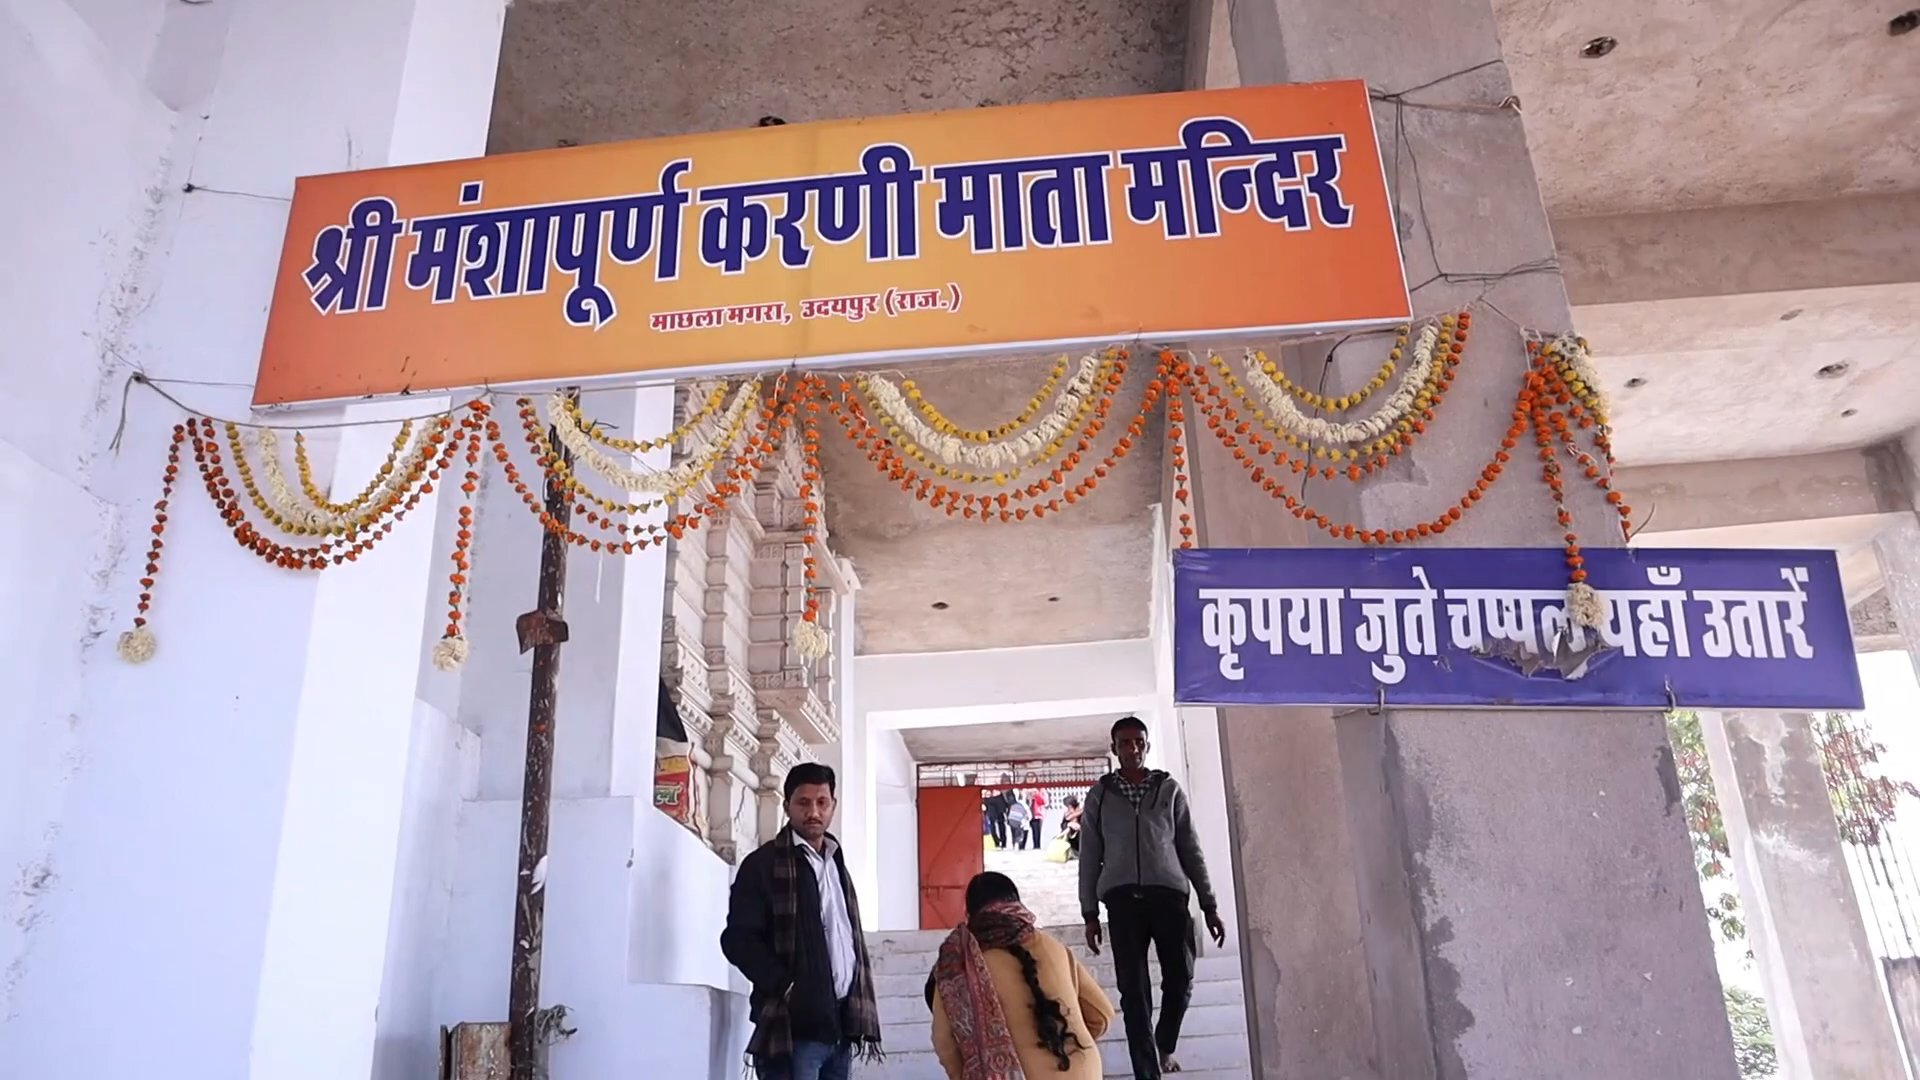 श्री मंशापूर्ण करणी माता मन्दिर
माछला मगरा, उदयपुर (राज.)
कृपया जुते चप्पल यहाँ उतारें